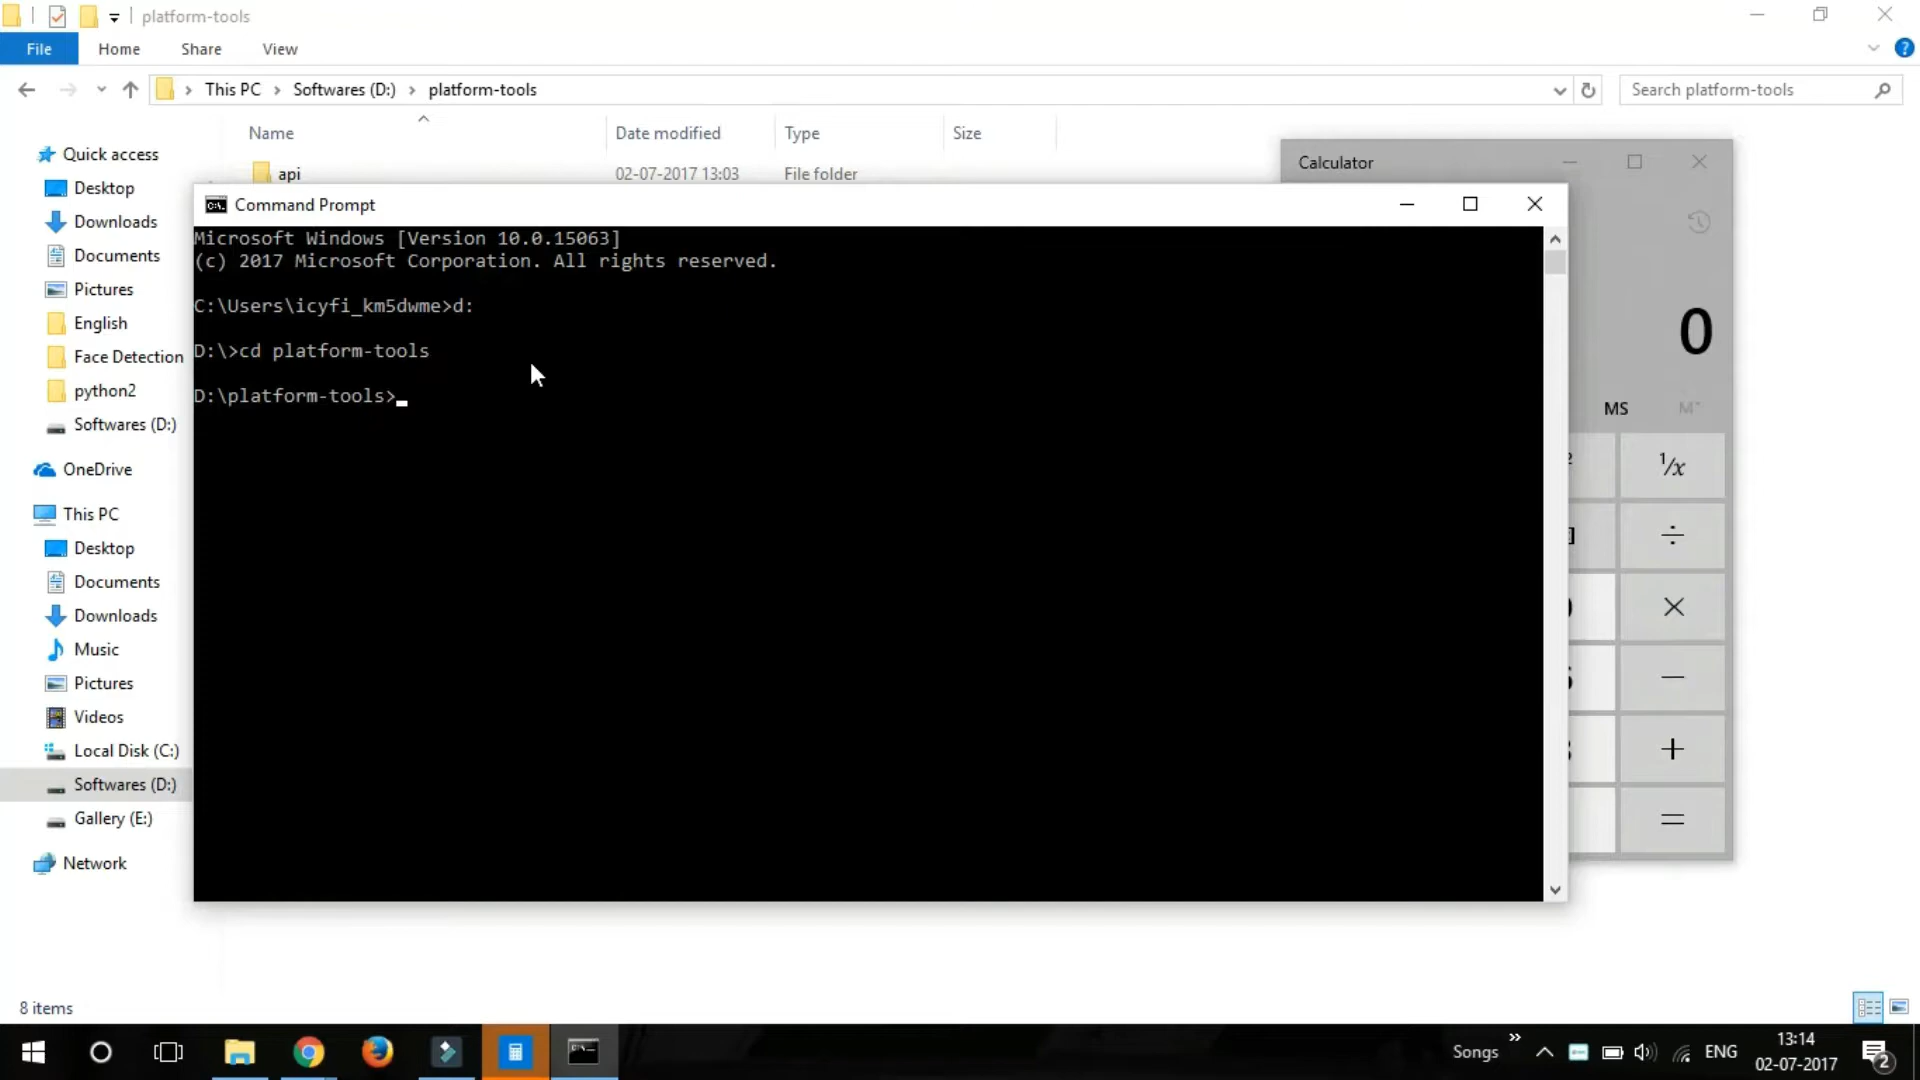 platform-tools
File
Home
Share
View
This PC
Softwares (D:)
platform-tools
Search platform-tools
Name
Date modified
Type
Size
api
02-07-2017 13:03
File folder
Quick access
Desktop
Downloads
Documents
Pictures
English
Face Detection
python2
Softwares (D:)
OneDrive
This PC
Desktop
Documents
Downloads
Music
Pictures
Videos
Local Disk (C:)
Softwares (D:)
Gallery (E:)
Network
Command Prompt
Microsoft Windows [Version 10.0.15063]
(c) 2017 Microsoft Corporation. All rights reserved.
C:\Users\icyfi_km5dwme>d:
D:\>cd platform-tools
D:\platform-tools>
Calculator
0
MS
¹/x
÷
×
−
+
=
8 items
Songs
ENG
13:14
02-07-2017
2